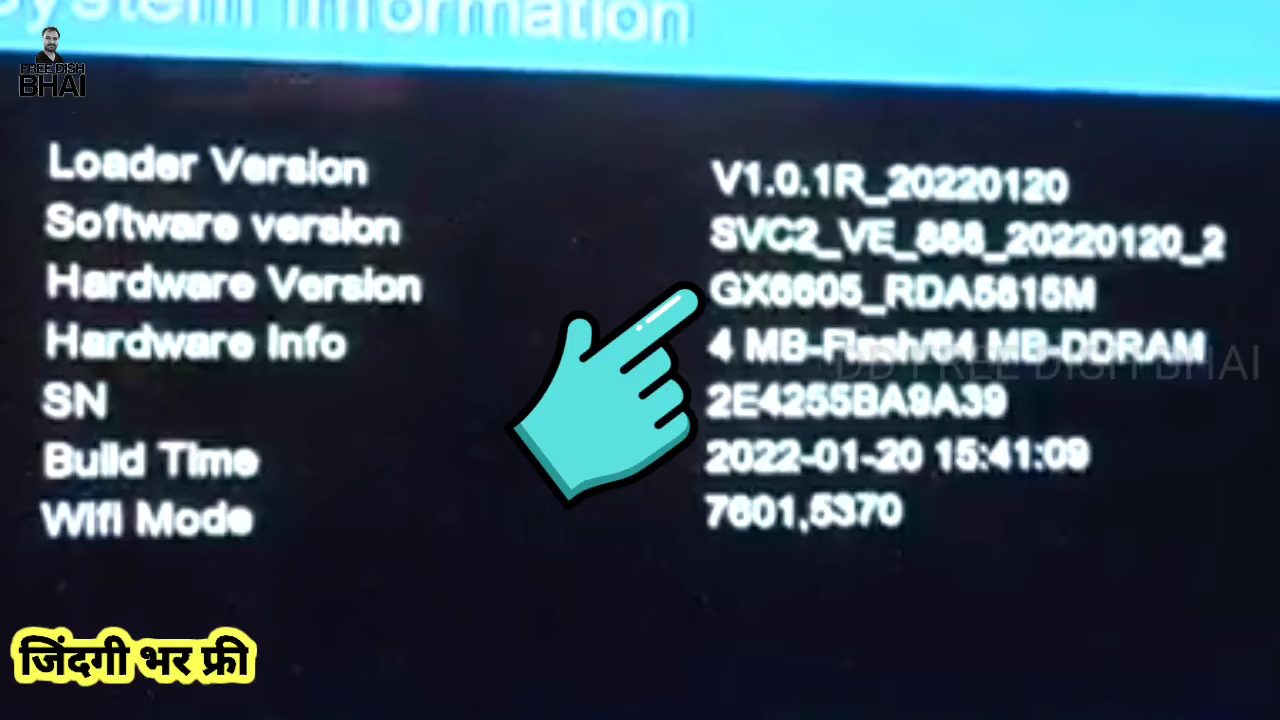 System Information
FREE DISH
BHAI
Loader Version V1.0.1R_20220120
Software version SVC2_VE_888_20220120_2
Hardware Version GX6605_RDA5815M
Hardware Info 4 MB-Flash/64 MB-DDRAM
DD FREE DISH BHAI
SN 2E4255BA9A39
Build Time 2022-01-20 15:41:09
Wifi Mode 7601,5370
जिंदगी भर फ्री